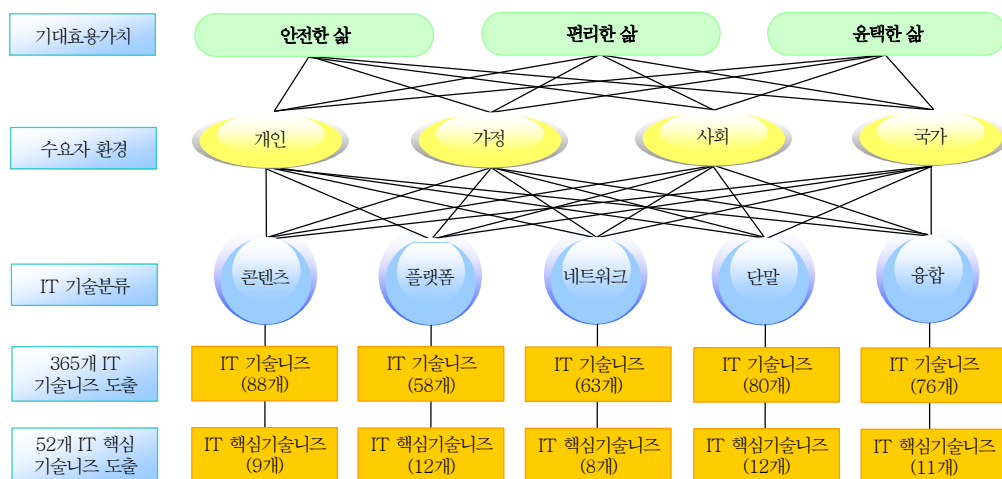 기대효용가치
안전한 삶
편리한 삶
윤택한 삶
수요자 환경
개인
가정
사회
국가
IT 기술분류
콘텐츠
플랫폼
네트워크
단말
융합
365개 IT
기술니즈 도출
IT 기술니즈
(88개)
IT 기술니즈
(58개)
IT 기술니즈
(63개)
IT 기술니즈
(80개)
IT 기술니즈
(76개)
52개 IT 핵심
기술니즈 도출
IT 핵심기술니즈
(9개)
IT 핵심기술니즈
(12개)
IT 핵심기술니즈
(8개)
IT 핵심기술니즈
(12개)
IT 핵심기술니즈
(11개)